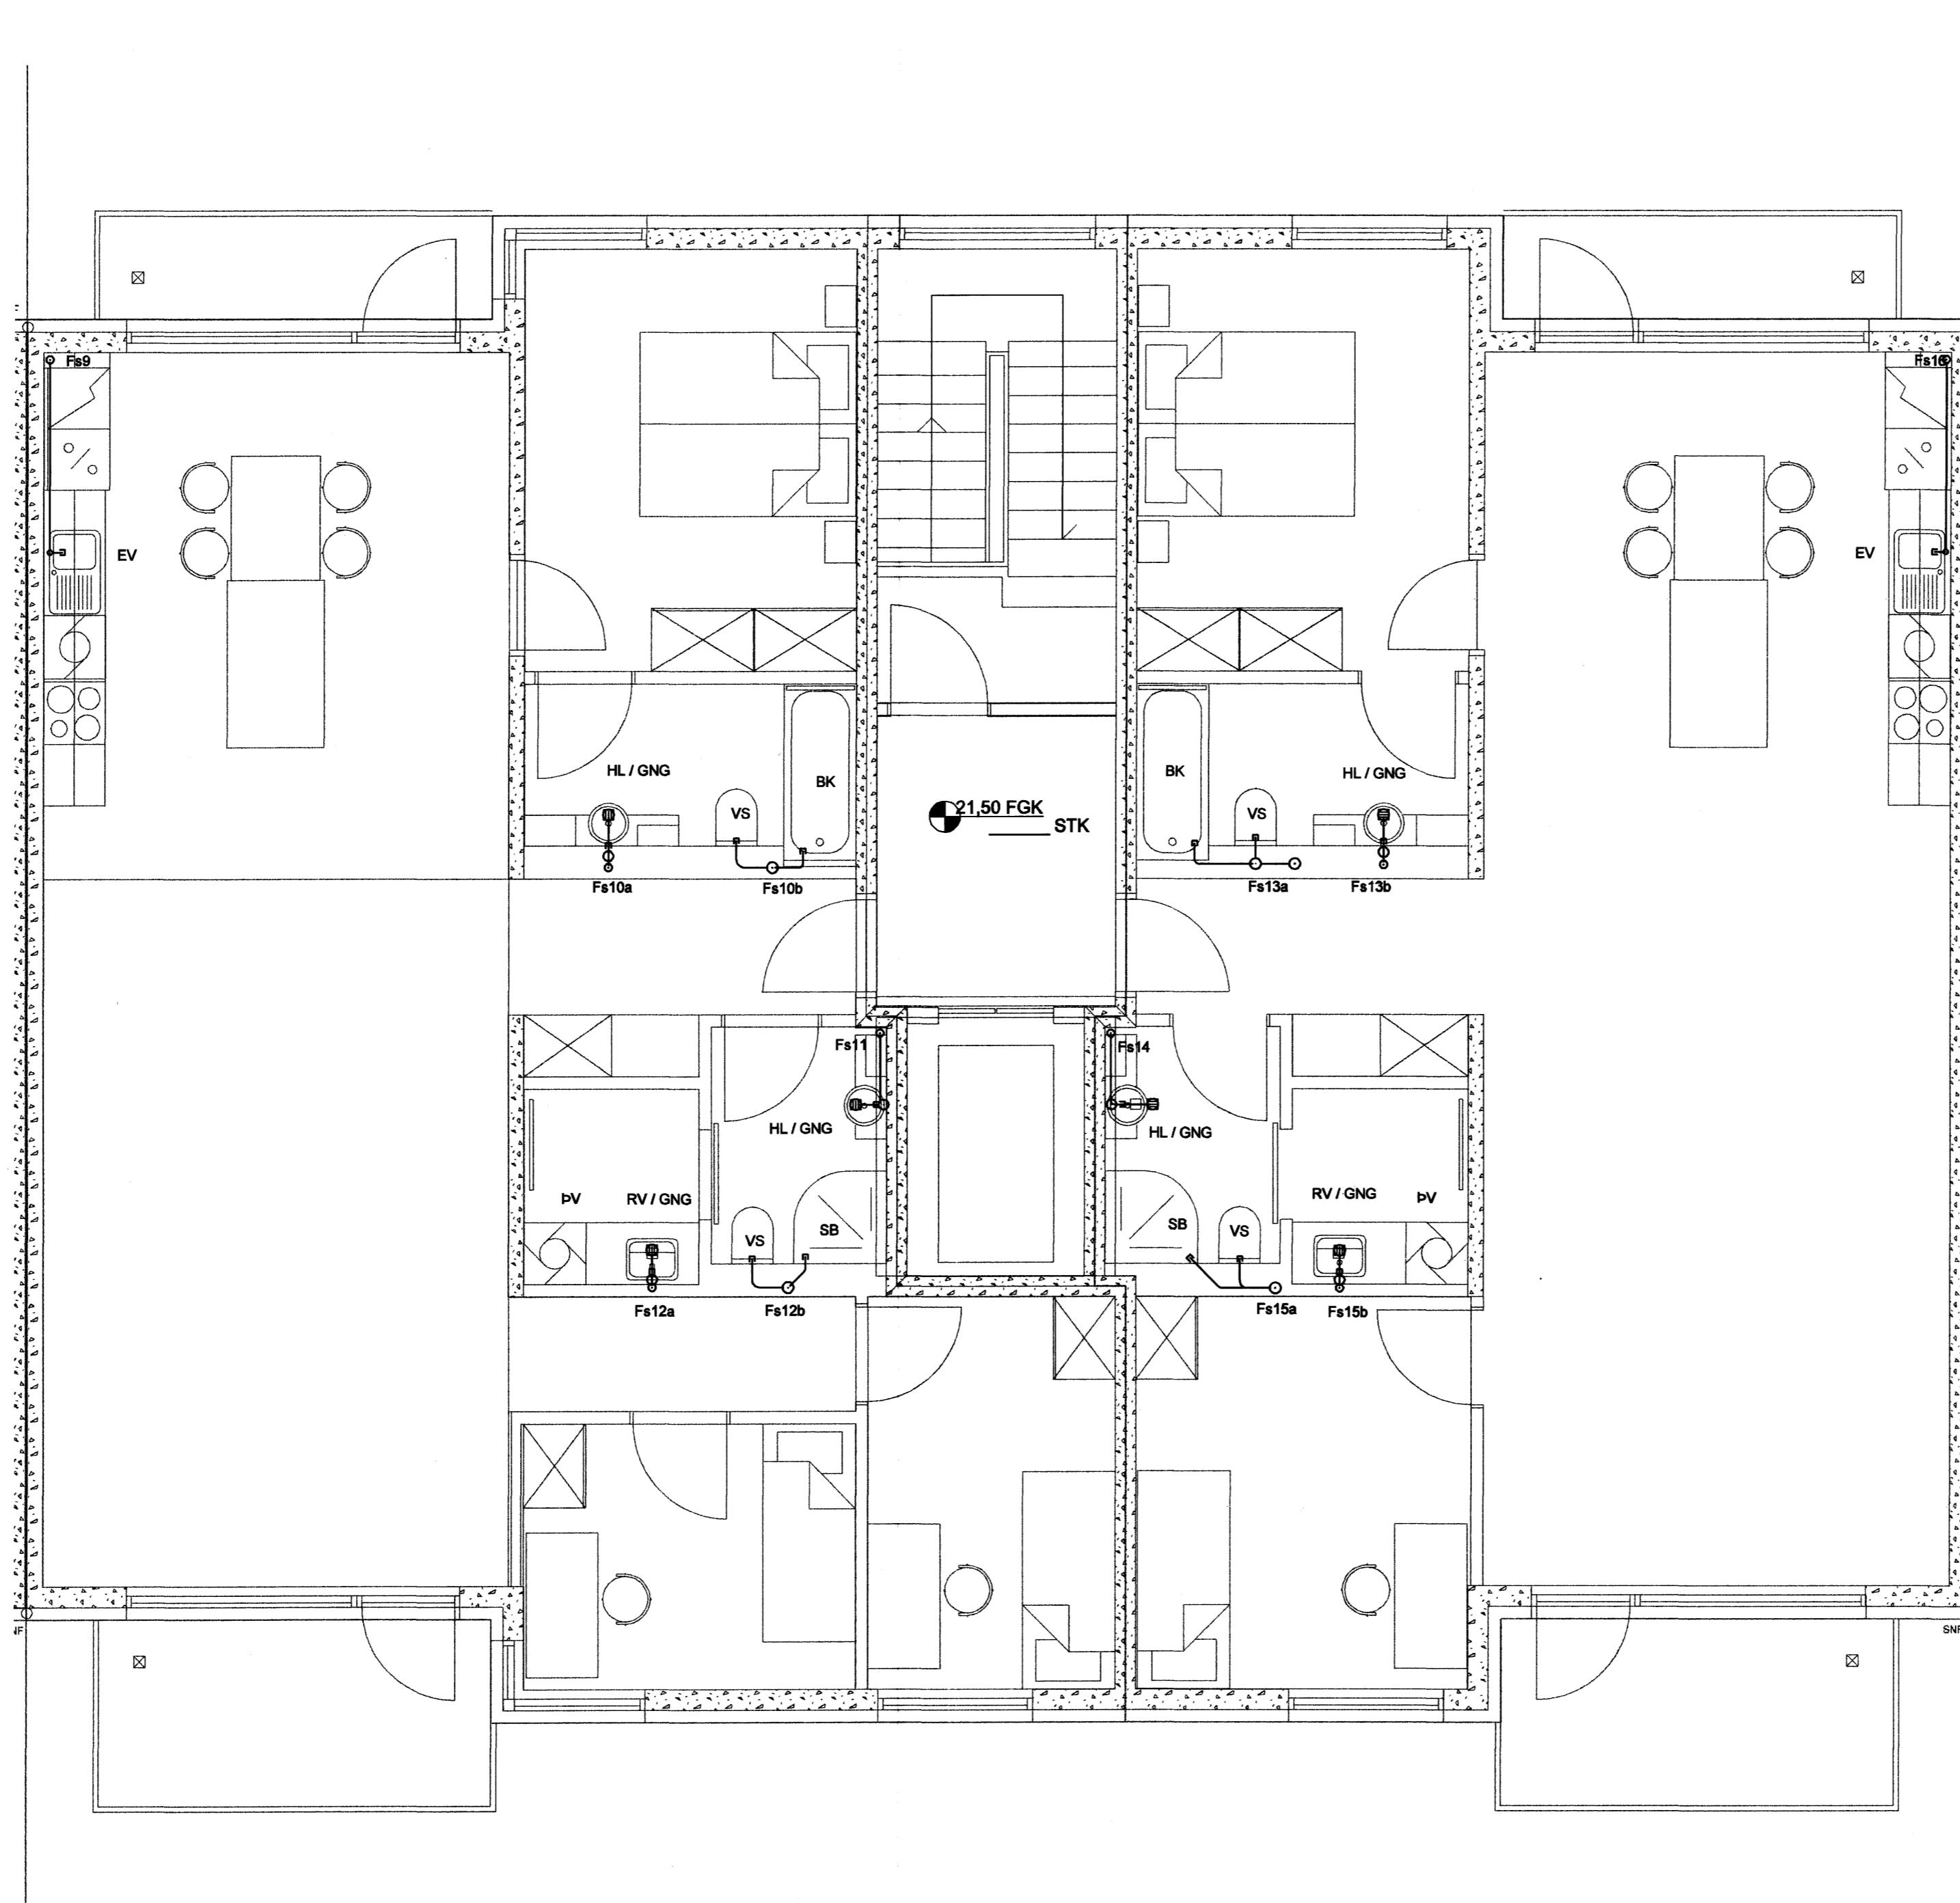 Fs9
Fs16
EV
EV
HL / GNG
BK
BK
HL / GNG
VS
21,50 FGK
STK
VS
Fs10a
Fs10b
Fs13a
Fs13b
Fs11
Fs14
HL / GNG
HL / GNG
ÞV
RV / GNG
RV / GNG
ÞV
VS
SB
SB
VS
Fs12a
Fs12b
Fs15a
Fs15b